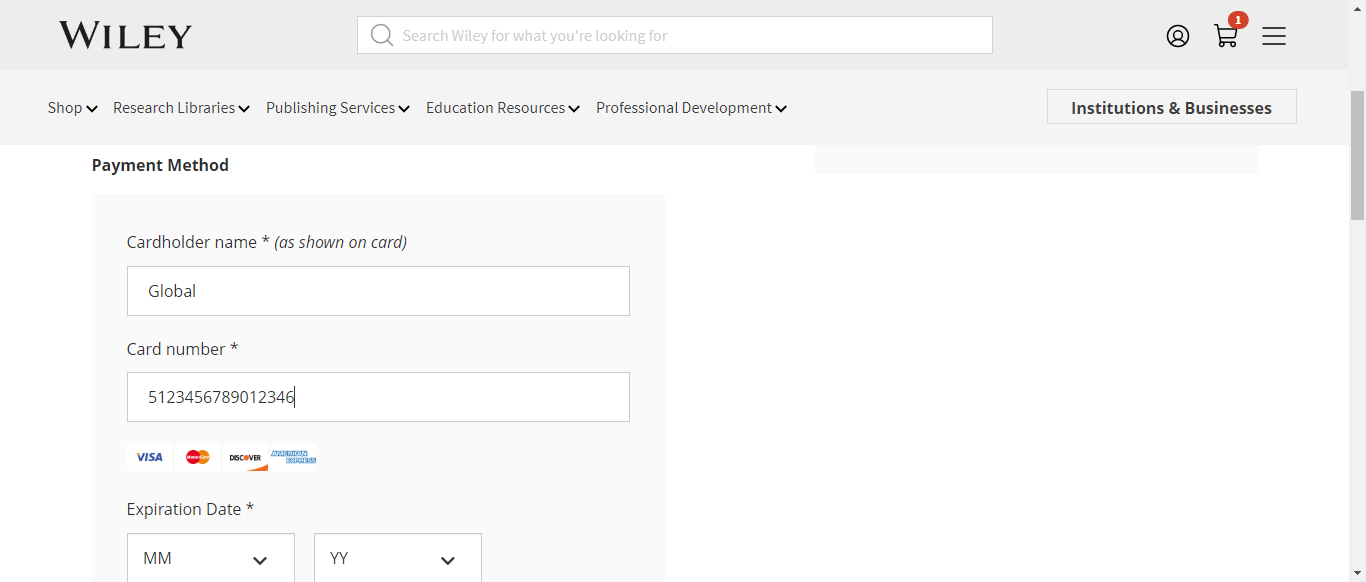 WILEY
Search Wiley for what you're looking for
1
Shop
Research Libraries
Publishing Services
Education Resources
Professional Development
Institutions & Businesses
Payment Method
Cardholder name * (as shown on card)
Global
Card number *
5123456789012346
VISA
MasterCard
DISCOVER
AMERICAN EXPRESS
Expiration Date *
MM
YY